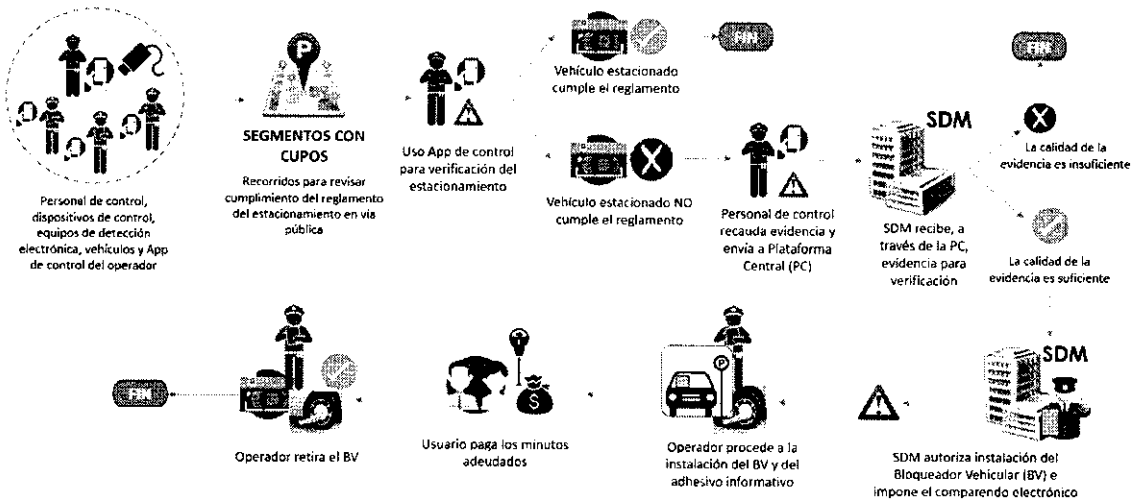 Personal de control,
dispositivos de control,
equipos de detección
electrónica, vehículos y App
de control del operador
P
SEGMENTOS CON
CUPOS
Recorridos para revisar
cumplimiento del reglamento
del estacionamiento en vía
pública
Uso App de control
para verificación del
estacionamiento
Vehículo estacionado
cumple el reglamento
FIN
Vehículo estacionado NO
cumple el reglamento
Personal de control
recauda evidencia y
envía a Plataforma
Central (PC)
SDM
SDM recibe, a
través de la PC,
evidencia para
verificación
FIN
La calidad de la
evidencia es insuficiente
La calidad de la
evidencia es suficiente
SDM
SDM autoriza instalación del
Bloqueador Vehicular (BV) e
impone el comparendo electrónico
P
Operador procede a la
instalación del BV y del
adhesivo informativo
$
Usuario paga los minutos
adeudados
Operador retira el BV
FIN